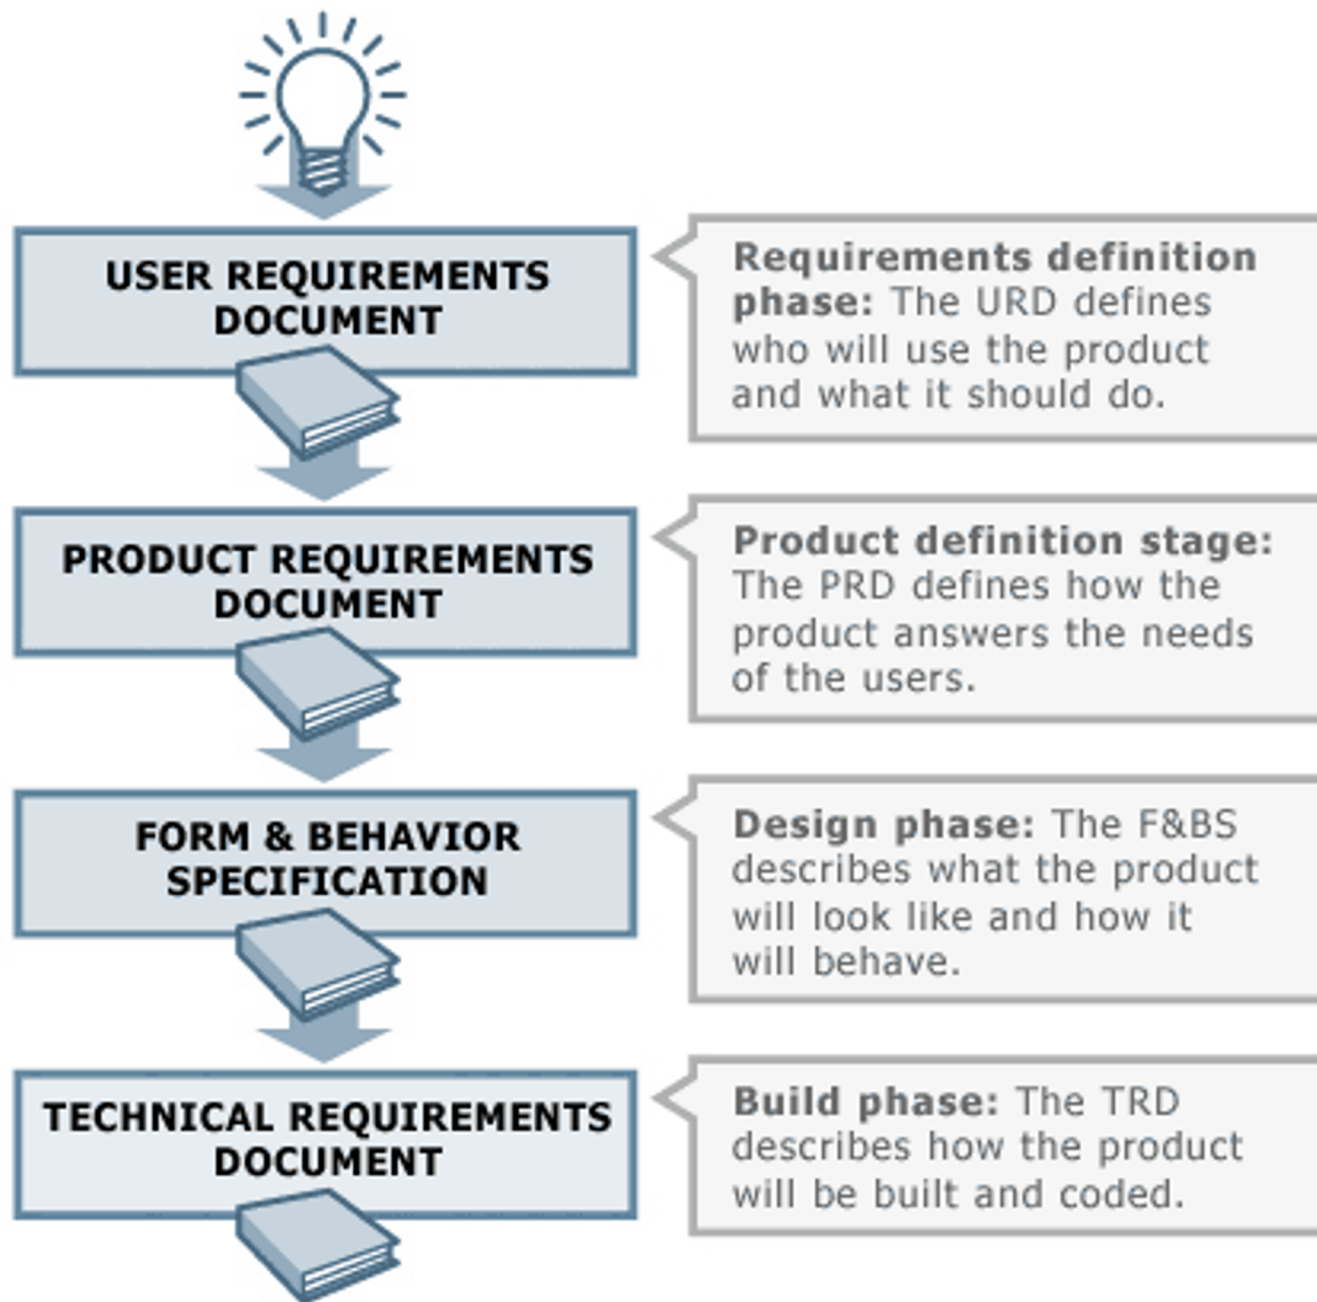 USER REQUIREMENTS
DOCUMENT
Requirements definition
phase: The URD defines
who will use the product
and what it should do.
PRODUCT REQUIREMENTS
DOCUMENT
Product definition stage:
The PRD defines how the
product answers the needs
of the users.
FORM & BEHAVIOR
SPECIFICATION
Design phase: The F&BS
describes what the product
will look like and how it
will behave.
TECHNICAL REQUIREMENTS
DOCUMENT
Build phase: The TRD
describes how the product
will be built and coded.